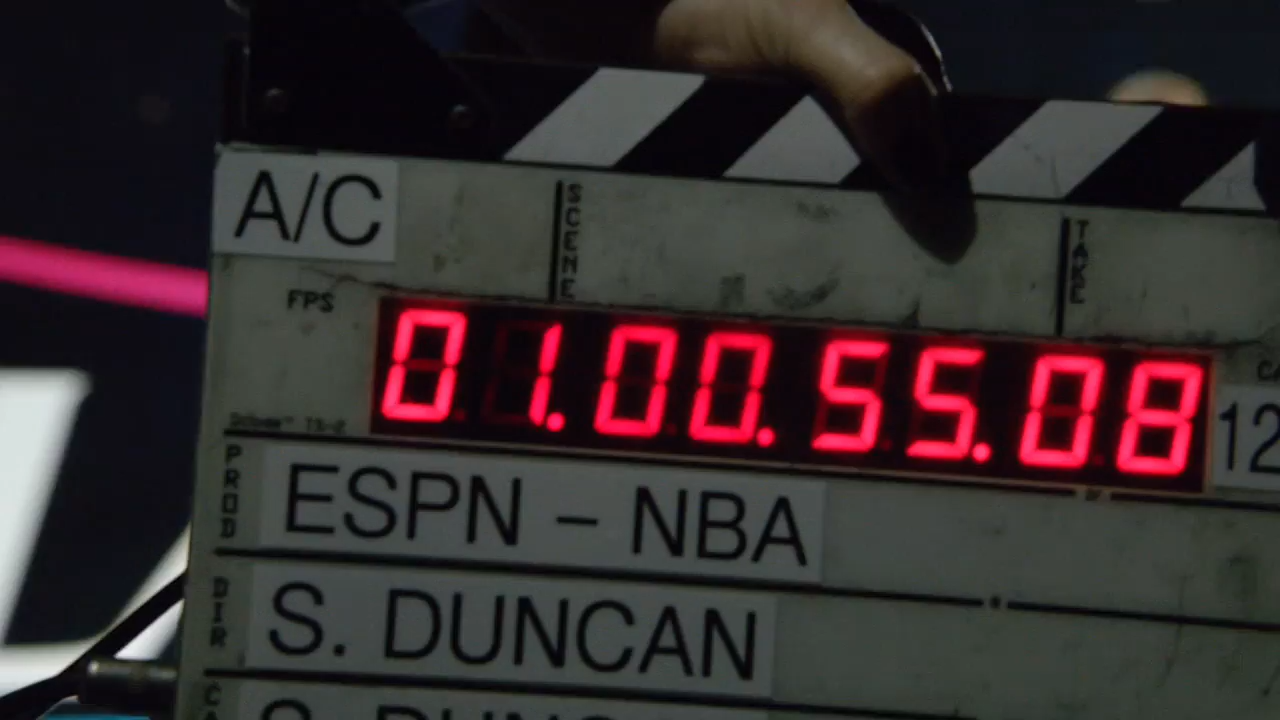 A/C
SCENE
TAKE
FPS
01.00.55.08
12
PROD
ESPN – NBA
DIR
S. DUNCAN